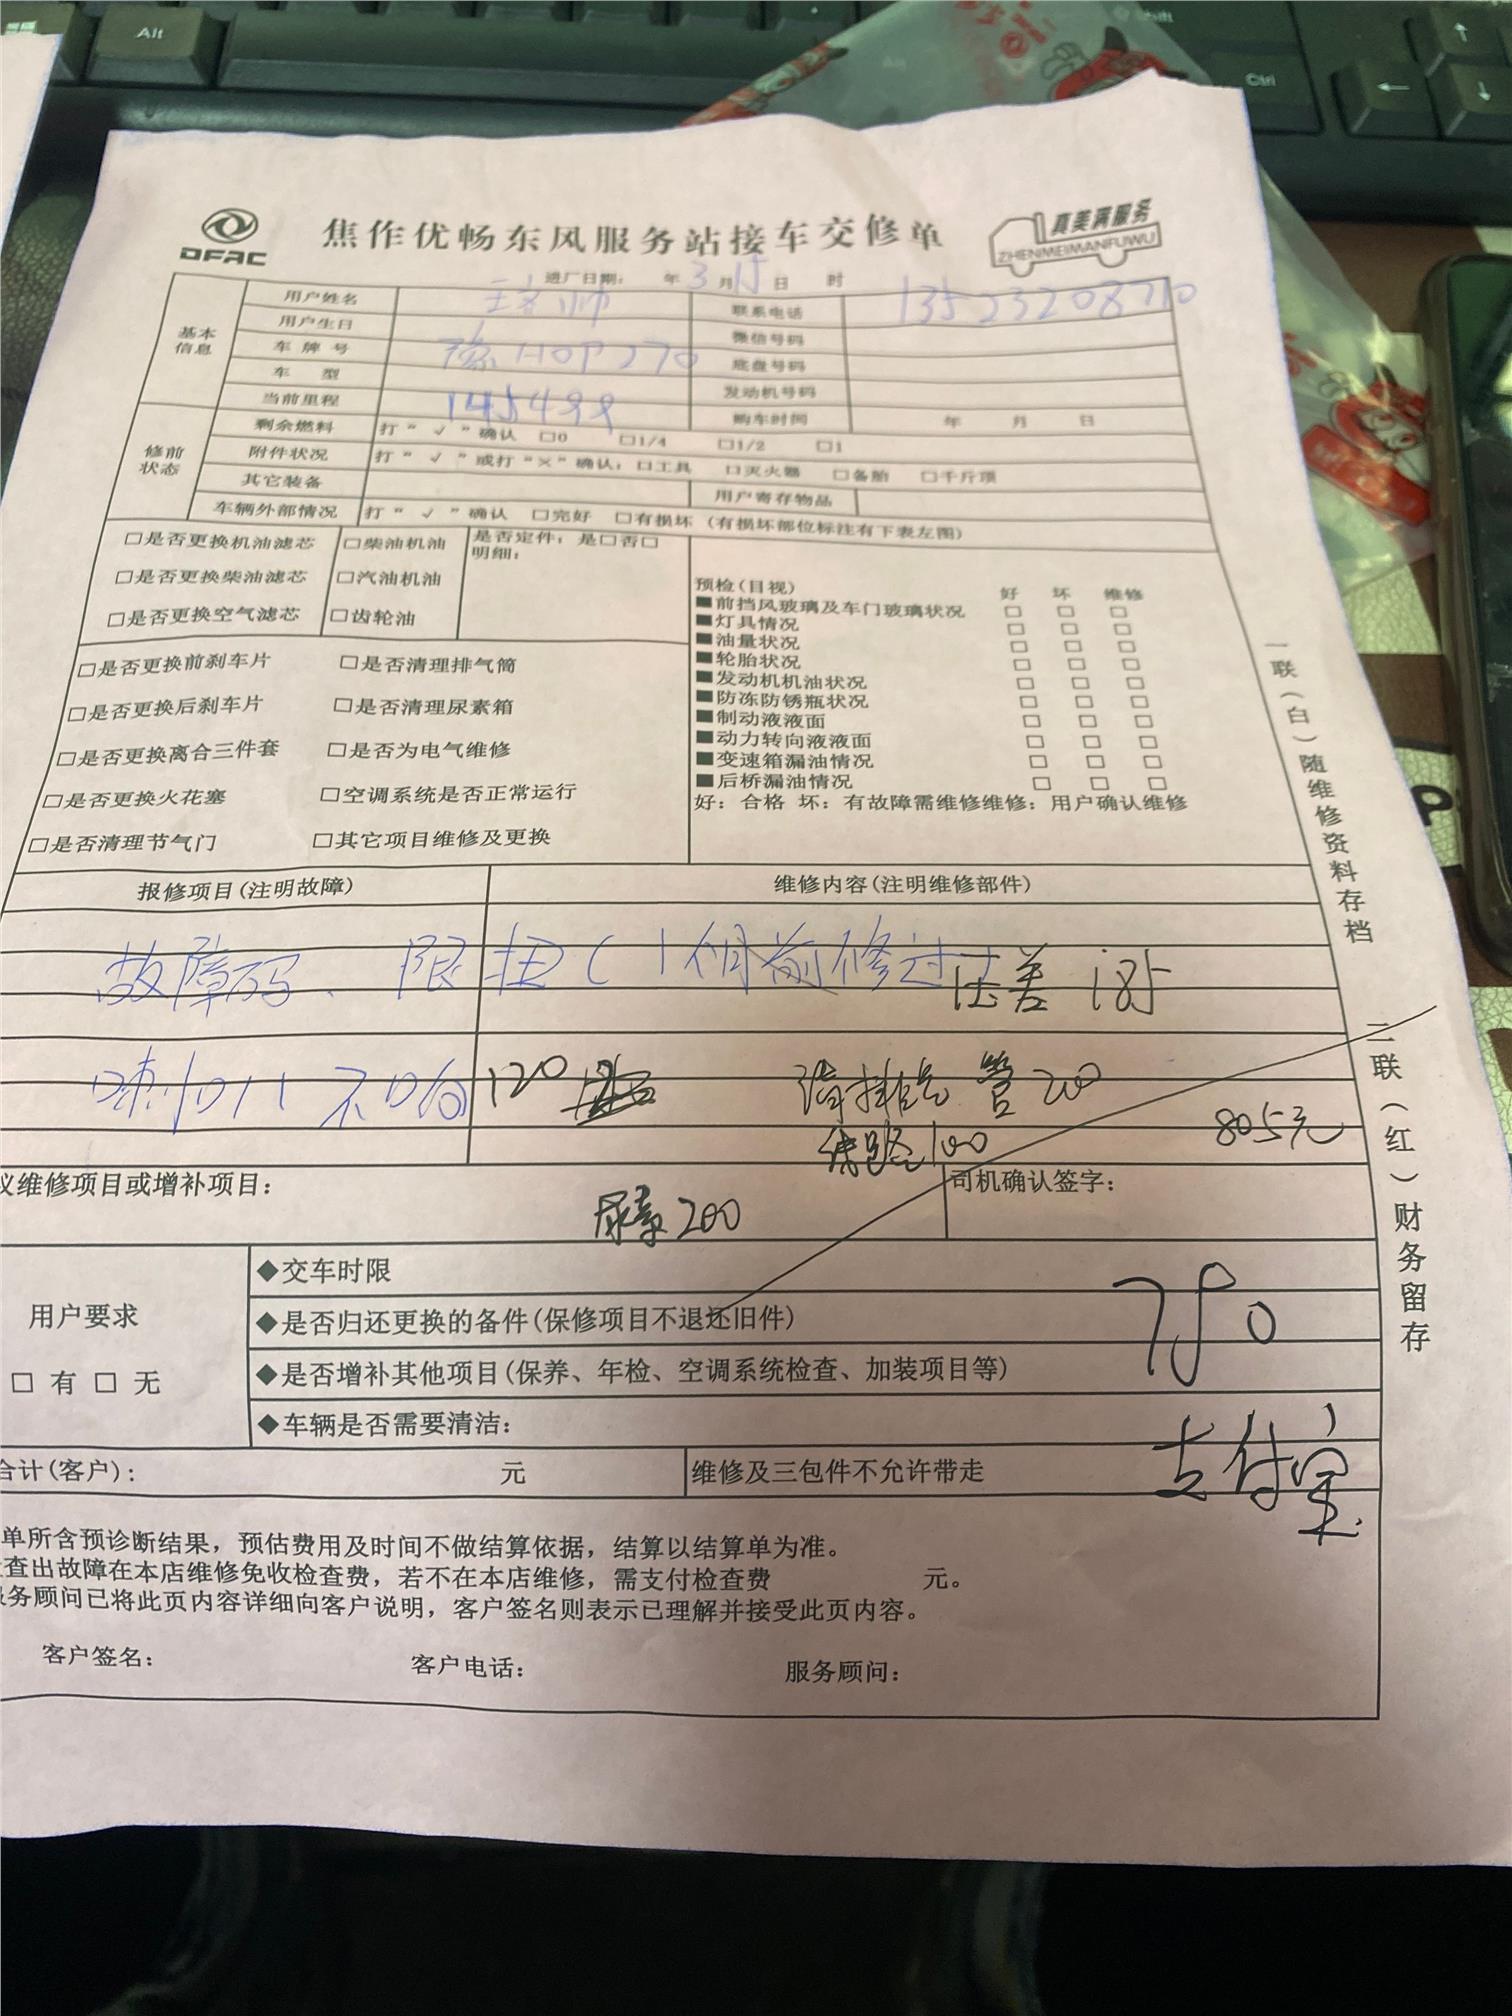 Alt
Ctrl
DFAC
焦作优畅东风服务站接车交修单
真美满服务
ZHENMEIMANFUWU
进厂日期： 年 3 月 15 日 时
基本信息
用户姓名
联系电话 13523208710
用户生日 微信号码
车牌号 豫HOP270 底盘号码
车 型 发动机号码
当前里程 145499 购车时间 年 月 日
修前状态
剩余燃料 打“√”确认 □0 □1/4 □1/2 □1
附件状况 打“√”或打“×”确认：□工具 □灭火器 □备胎 □千斤顶
其它装备 用户寄存物品
车辆外部情况 打“√”确认 □完好 □有损坏（有损坏部位标注有下表左图）
□是否更换机油滤芯 □柴油机油 是否定件：是□否□
明细：
□是否更换柴油滤芯 □汽油机油
□是否更换空气滤芯 □齿轮油
□是否更换前刹车片 □是否清理排气筒
□是否更换后刹车片 □是否清理尿素箱
□是否更换离合三件套 □是否为电气维修
□是否更换火花塞 □空调系统是否正常运行
□是否清理节气门 □其它项目维修及更换
预检(目视) 好 坏 维修
■前挡风玻璃及车门玻璃状况 □ □ □
■灯具情况 □ □ □
■油量状况 □ □ □
■轮胎状况 □ □ □
■发动机机油状况 □ □ □
■防冻防锈瓶状况 □ □ □
■制动液液面 □ □ □
■动力转向液液面 □ □ □
■变速箱漏油情况 □ □ □
■后桥漏油情况 □ □ □
好：合格 坏：有故障需维修维修：用户确认维修
报修项目(注明故障) 维修内容(注明维修部件)
故障码、限扭（1个月前修过）
压差 185
喇叭不响 120
清排气管200
线路100
805元
议维修项目或增补项目：
尿素200
司机确认签字：
用户要求
□ 有 □ 无
◆交车时限
◆是否归还更换的备件(保修项目不退还旧件)
◆是否增补其他项目(保养、年检、空调系统检查、加装项目等)
◆车辆是否需要清洁：
780
支付宝
合计(客户)： 元 维修及三包件不允许带走
单所含预诊断结果，预估费用及时间不做结算依据，结算以结算单为准。
查出故障在本店维修免收检查费，若不在本店维修，需支付检查费 元。
务顾问已将此页内容详细向客户说明，客户签名则表示已理解并接受此页内容。
客户签名： 客户电话： 服务顾问：
一联（白）随维修资料存档
二联（红）财务留存